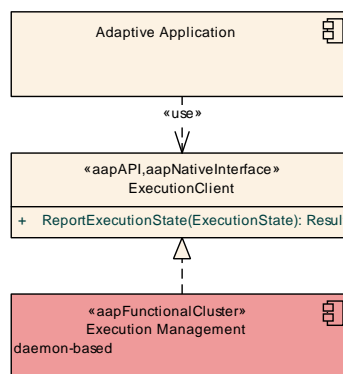 Adaptive Application
«use»
«aapAPI,aapNativeInterface»
ExecutionClient
+ ReportExecutionState(ExecutionState): Resul
«aapFunctionalCluster»
Execution Management
daemon-based